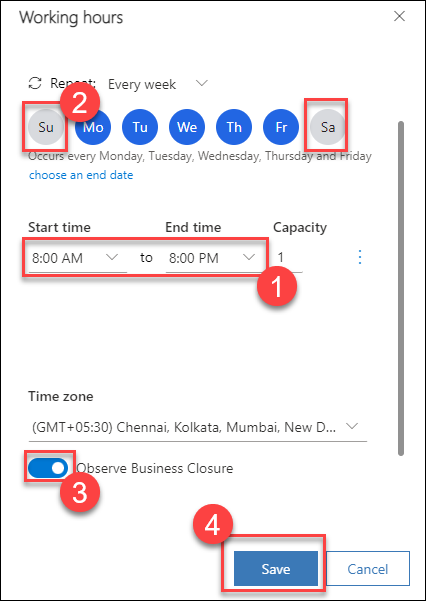 Working hours
Repeat: Every week
2
Su Mo Tu We Th Fr Sa
Occurs every Monday, Tuesday, Wednesday, Thursday and Friday
choose an end date
Start time End time Capacity
8:00 AM to 8:00 PM 1
1
Time zone
(GMT+05:30) Chennai, Kolkata, Mumbai, New D...
Observe Business Closure
3
4
Save Cancel